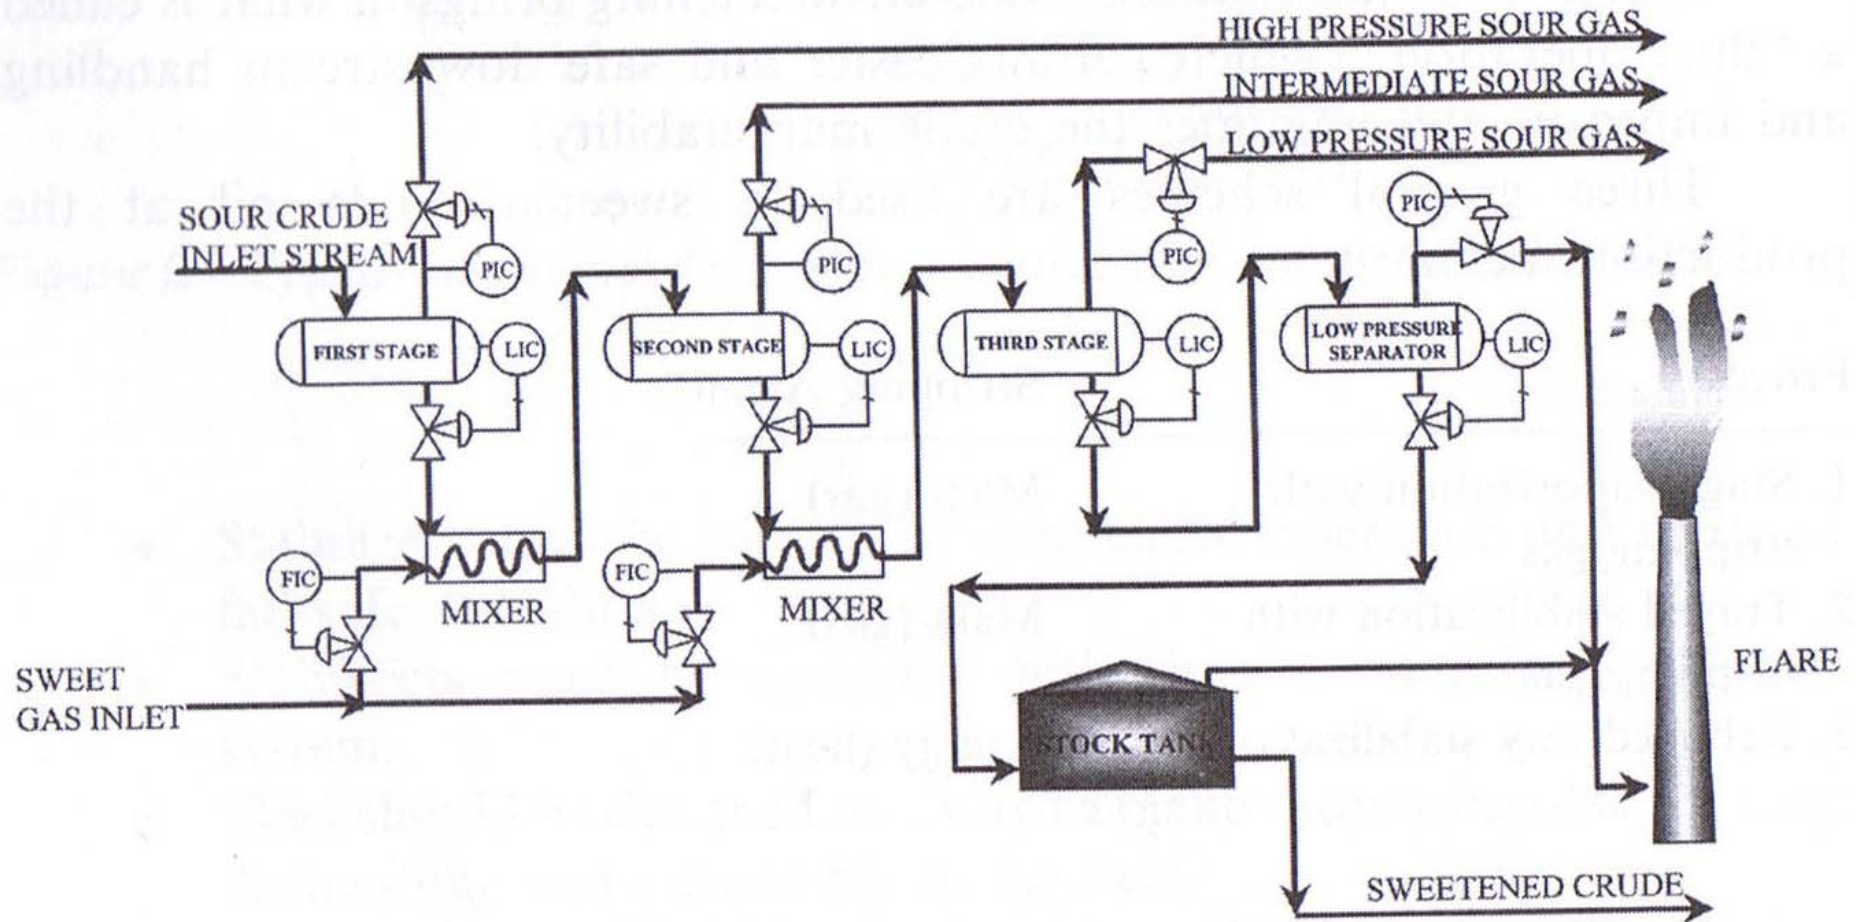 HIGH PRESSURE SOUR GAS
INTERMEDIATE SOUR GAS
LOW PRESSURE SOUR GAS
SOUR CRUDE
INLET STREAM
PIC
PIC
PIC
PIC
FIRST STAGE
LIC
SECOND STAGE
LIC
THIRD STAGE
LIC
LOW PRESSURE
SEPARATOR
LIC
FIC
MIXER
FIC
MIXER
SWEET
GAS INLET
STOCK TANK
FLARE
SWEETENED CRUDE